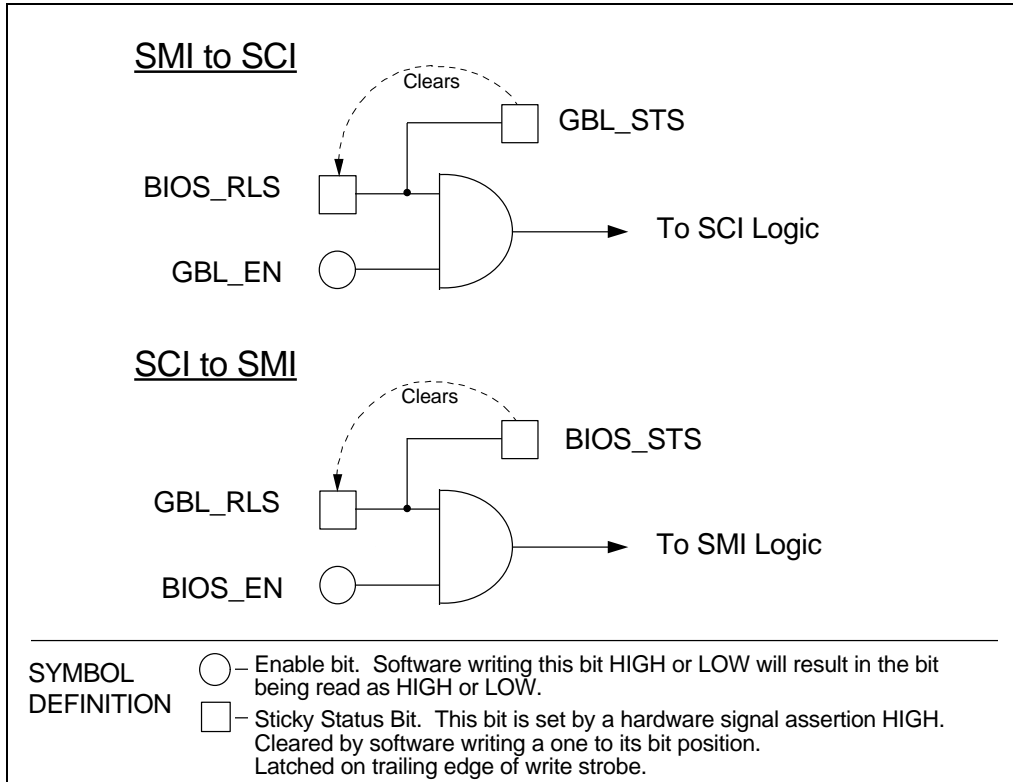 SMI to SCI
Clears
GBL_STS
BIOS_RLS
To SCI Logic
GBL_EN
SCI to SMI
Clears
BIOS_STS
GBL_RLS
To SMI Logic
BIOS_EN
SYMBOL
DEFINITION
– Enable bit. Software writing this bit HIGH or LOW will result in the bit
being read as HIGH or LOW.
– Sticky Status Bit. This bit is set by a hardware signal assertion HIGH.
Cleared by software writing a one to its bit position.
Latched on trailing edge of write strobe.